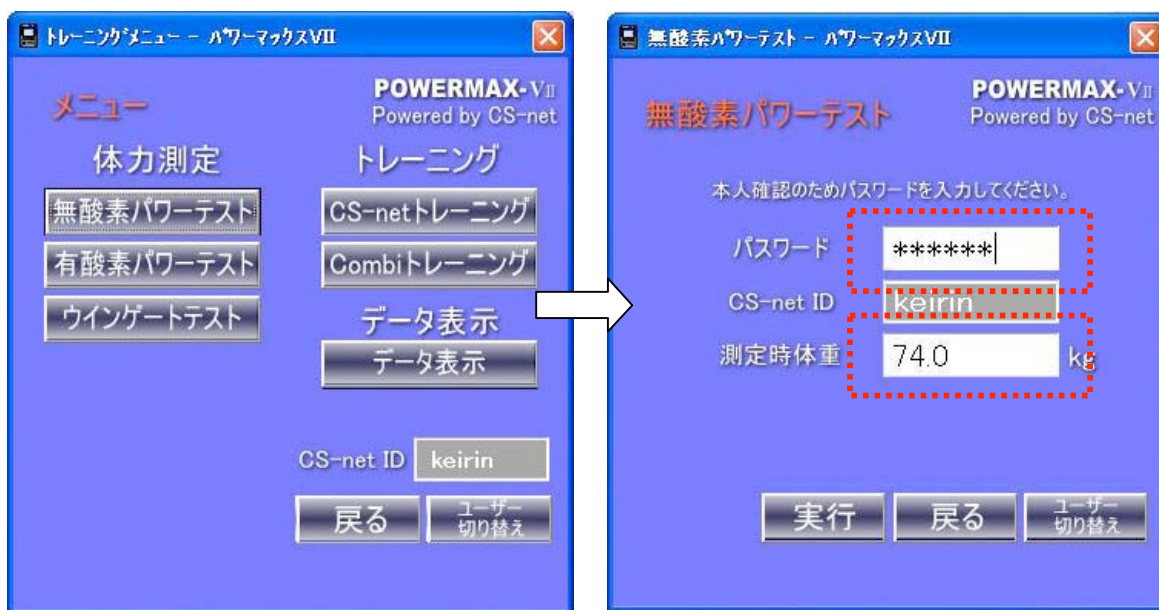 トレーニングメニュー - パワーマックスVII
メニュー
POWERMAX-VII
Powered by CS-net
体力測定
トレーニング
無酸素パワーテスト
CS-netトレーニング
有酸素パワーテスト
Combiトレーニング
ウインゲートテスト
データ表示
データ表示
CS-net ID keirin
戻る
ユーザー
切り替え
無酸素パワーテスト - パワーマックスVII
無酸素パワーテスト
POWERMAX-VII
Powered by CS-net
本人確認のためパスワードを入力してください。
パスワード ******
CS-net ID keirin
測定時体重 74.0 kg
実行
戻る
ユーザー
切り替え